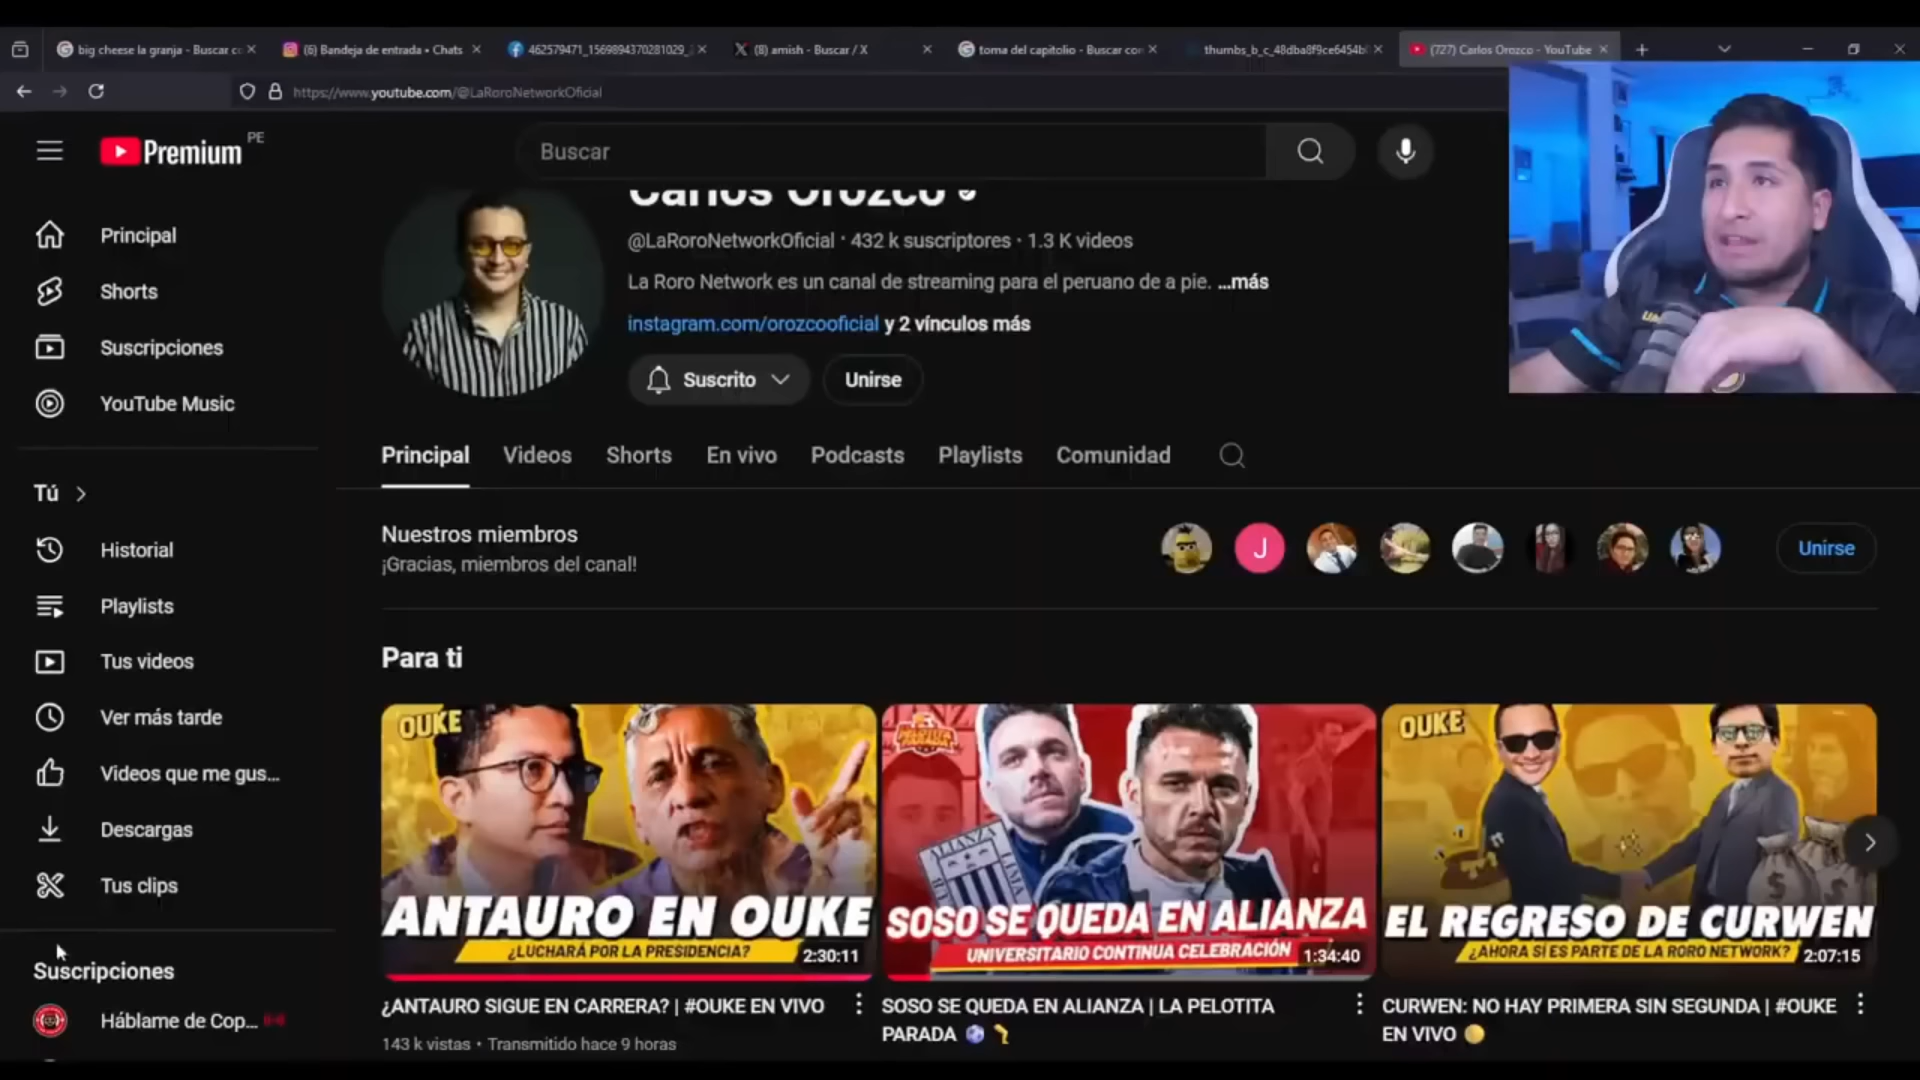 big cheese la granja - Buscar c
(6) Bandeja de entrada • Chats
462579471_1569894370281029_
(8) amish - Buscar / X
toma del capitolio - Buscar con
thumbs_b_c_48dba8f9ce6454b
(727) Carlos Orozco - YouTube
https://www.youtube.com/@LaRoroNetworkOficial
Premium PE
Buscar
Carlos Orozco
@LaRoroNetworkOficial · 432 k suscriptores · 1.3 K videos
La Roro Network es un canal de streaming para el peruano de a pie. ...más
instagram.com/orozcooficial y 2 vínculos más
Suscrito
Unirse
Principal
Shorts
Suscripciones
YouTube Music
Tú
Historial
Playlists
Tus videos
Ver más tarde
Videos que me gus...
Descargas
Tus clips
Suscripciones
Háblame de Cop...
Principal Videos Shorts En vivo Podcasts Playlists Comunidad
Nuestros miembros
¡Gracias, miembros del canal!
J
Unirse
Para ti
OUKE
ANTAURO EN OUKE
¿LUCHARÁ POR LA PRESIDENCIA?
2:30:11
¿ANTAURO SIGUE EN CARRERA? | #OUKE EN VIVO
143 k vistas • Transmitido hace 9 horas
ALIANZA
LIMA
SOSO SE QUEDA EN ALIANZA
UNIVERSITARIO CONTINUA CELEBRACIÓN
1:34:40
SOSO SE QUEDA EN ALIANZA | LA PELOTITA
PARADA
OUKE
EL REGRESO DE CURWEN
¿AHORA SÍ ES PARTE DE LA RORO NETWORK?
2:07:15
CURWEN: NO HAY PRIMERA SIN SEGUNDA | #OUKE
EN VIVO